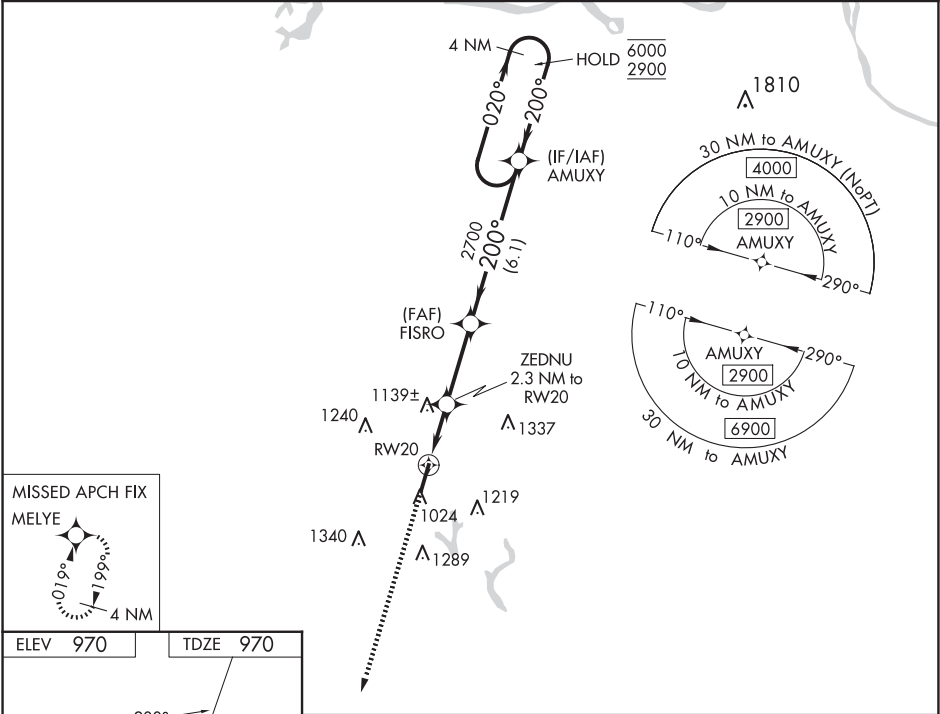 4 NM
HOLD 6000
2900
020°
200°
(IF/IAF)
AMUXY
2700
200°
(6.1)
(FAF)
FISRO
ZEDNU
2.3 NM to
RW20
1139±
1240
1337
RW20
1024
1219
1340
1289
1810
30 NM to AMUXY (NoPT)
4000
10 NM to AMUXY
2900
AMUXY
110°
290°
110°
AMUXY
290°
2900
10 NM to AMUXY
6900
30 NM to AMUXY
MISSED APCH FIX
MELYE
019°
199°
4 NM
ELEV 970
TDZE 970